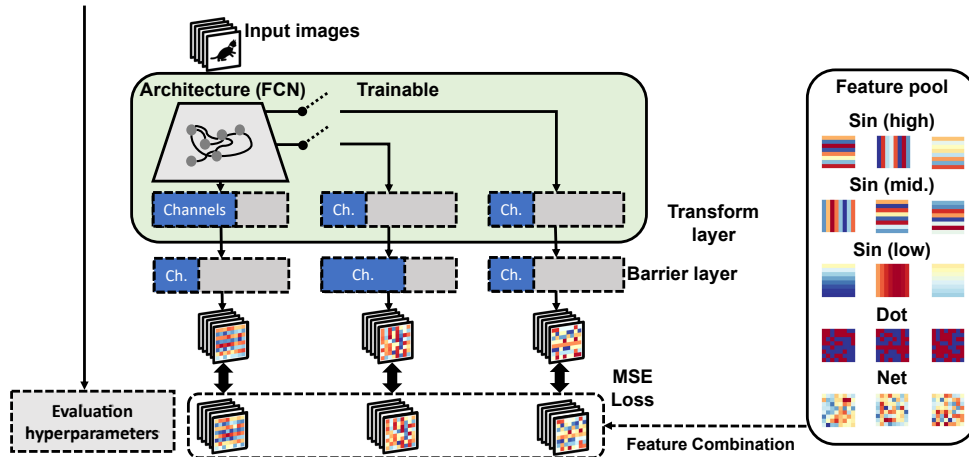 Input images
Architecture (FCN)
Trainable
Channels
Ch.
Ch.
Transform
layer
Ch.
Ch.
Ch.
Barrier layer
MSE
Loss
Evaluation
hyperparameters
Feature Combination
Feature pool
Sin (high)
Sin (mid.)
Sin (low)
Dot
Net